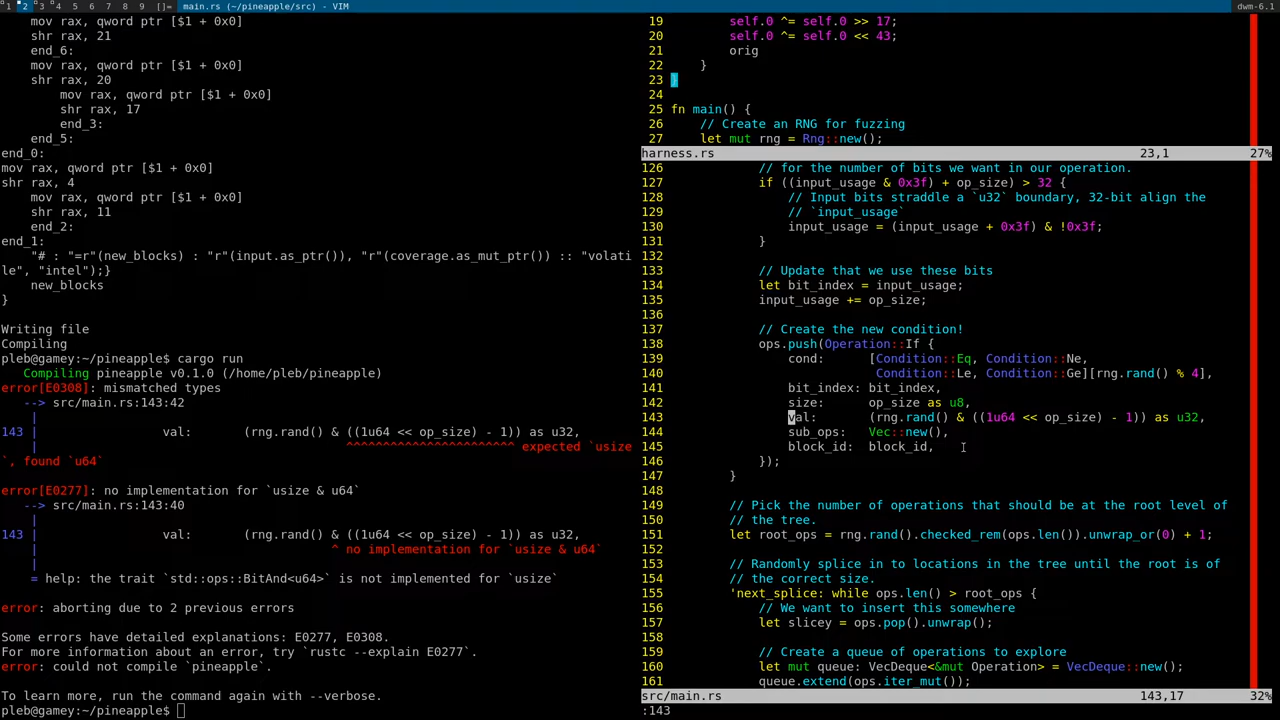 1 2 3 4 5 6 7 8 9 []= main.rs (~/pineapple/src) - VIM dwm-6.1
    mov rax, qword ptr [$1 + 0x0]
    shr rax, 21
    end_6:
    mov rax, qword ptr [$1 + 0x0]
    shr rax, 20
        mov rax, qword ptr [$1 + 0x0]
        shr rax, 17
        end_3:
    end_5:
end_0:
mov rax, qword ptr [$1 + 0x0]
shr rax, 4
    mov rax, qword ptr [$1 + 0x0]
    shr rax, 11
    end_2:
end_1:
    "# : "=r"(new_blocks) : "r"(input.as_ptr()), "r"(coverage.as_mut_ptr()) :: "volati
le", "intel");}
    new_blocks
}
Writing file
Compiling
pleb@gamey:~/pineapple$ cargo run
   Compiling pineapple v0.1.0 (/home/pleb/pineapple)
error[E0308]: mismatched types
   --> src/main.rs:143:42
    |
143 |                 val:       (rng.rand() & ((1u64 << op_size) - 1)) as u32,
    |                                          ^^^^^^^^^^^^^^^^^^^^^^^ expected `usize
`, found `u64`
error[E0277]: no implementation for `usize & u64`
   --> src/main.rs:143:40
    |
143 |                 val:       (rng.rand() & ((1u64 << op_size) - 1)) as u32,
    |                                        ^ no implementation for `usize & u64`
    |
    = help: the trait `std::ops::BitAnd<u64>` is not implemented for `usize`
error: aborting due to 2 previous errors
Some errors have detailed explanations: E0277, E0308.
For more information about an error, try `rustc --explain E0277`.
error: could not compile `pineapple`.
To learn more, run the command again with --verbose.
pleb@gamey:~/pineapple$
 19         self.0 ^= self.0 >> 17;
 20         self.0 ^= self.0 << 43;
 21         orig
 22     }
 23 }
 24
 25 fn main() {
 26     // Create an RNG for fuzzing
 27     let mut rng = Rng::new();
harness.rs 23,1 27%
126             // for the number of bits we want in our operation.
127             if ((input_usage & 0x3f) + op_size) > 32 {
128                 // Input bits straddle a `u32` boundary, 32-bit align the
129                 // `input_usage`
130                 input_usage = (input_usage + 0x3f) & !0x3f;
131             }
132
133             // Update that we use these bits
134             let bit_index = input_usage;
135             input_usage += op_size;
136
137             // Create the new condition!
138             ops.push(Operation::If {
139                 cond:      [Condition::Eq, Condition::Ne,
140                             Condition::Le, Condition::Ge][rng.rand() % 4],
141                 bit_index: bit_index,
142                 size:      op_size as u8,
143                 val:       (rng.rand() & ((1u64 << op_size) - 1)) as u32,
144                 sub_ops:   Vec::new(),
145                 block_id:  block_id,
146             });
147         }
148
149         // Pick the number of operations that should be at the root level of
150         // the tree.
151         let root_ops = rng.rand().checked_rem(ops.len()).unwrap_or(0) + 1;
152
153         // Randomly splice in to locations in the tree until the root is of
154         // the correct size.
155         'next_splice: while ops.len() > root_ops {
156             // We want to insert this somewhere
157             let slicey = ops.pop().unwrap();
158
159             // Create a queue of operations to explore
160             let mut queue: VecDeque<&mut Operation> = VecDeque::new();
161             queue.extend(ops.iter_mut());
src/main.rs 143,17 32%
:143